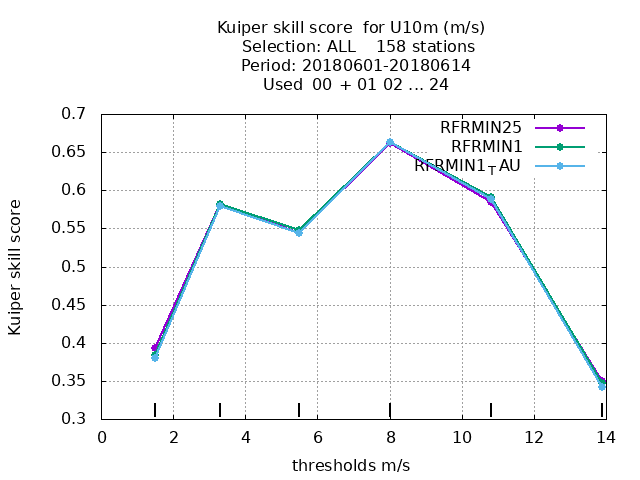 Kuiper skill score  for U10m (m/s)
Selection: ALL    158 stations
Period: 20180601-20180614
Used  00 + 01 02 ... 24
RFRMIN25
RFRMIN1
RFRMIN1TAU
0.7
0.65
0.6
0.55
0.5
0.45
0.4
0.35
0.3
Kuiper skill score
0 2 4 6 8 10 12 14
thresholds m/s